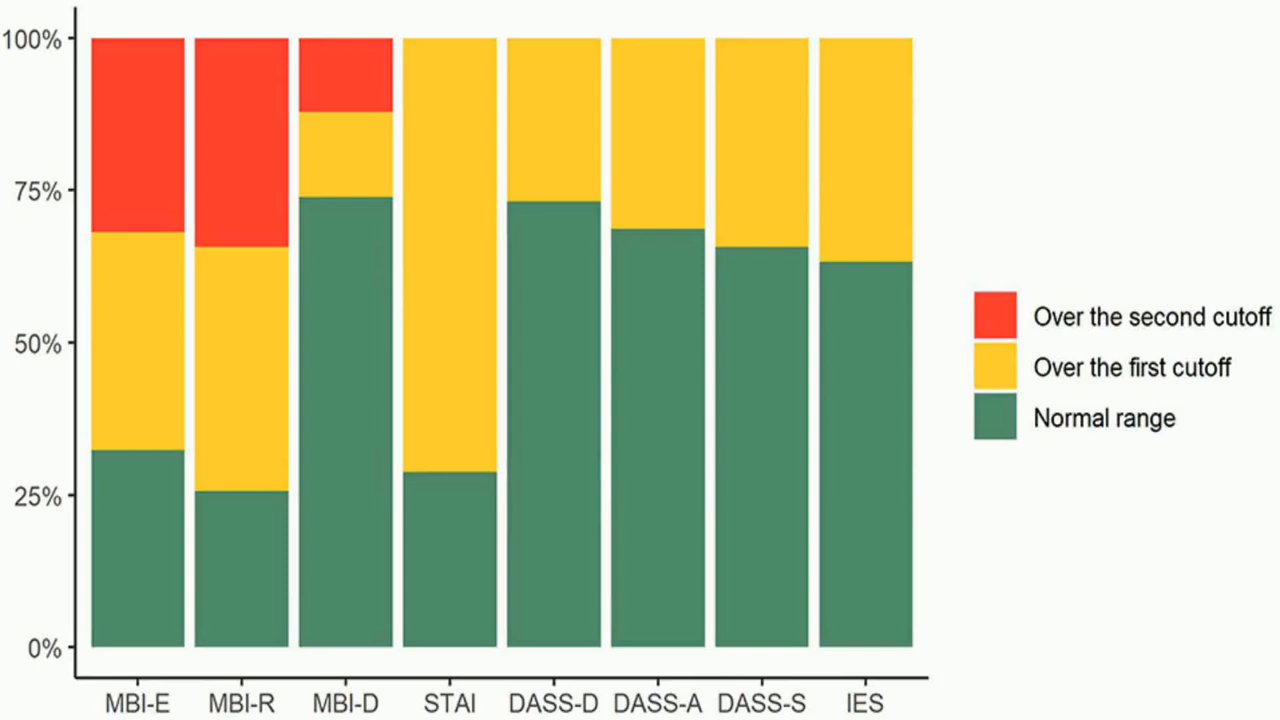 100%
75%
50%
25%
0%
MBI-E MBI-R MBI-D STAI DASS-D DASS-A DASS-S IES
Over the second cutoff
Over the first cutoff
Normal range